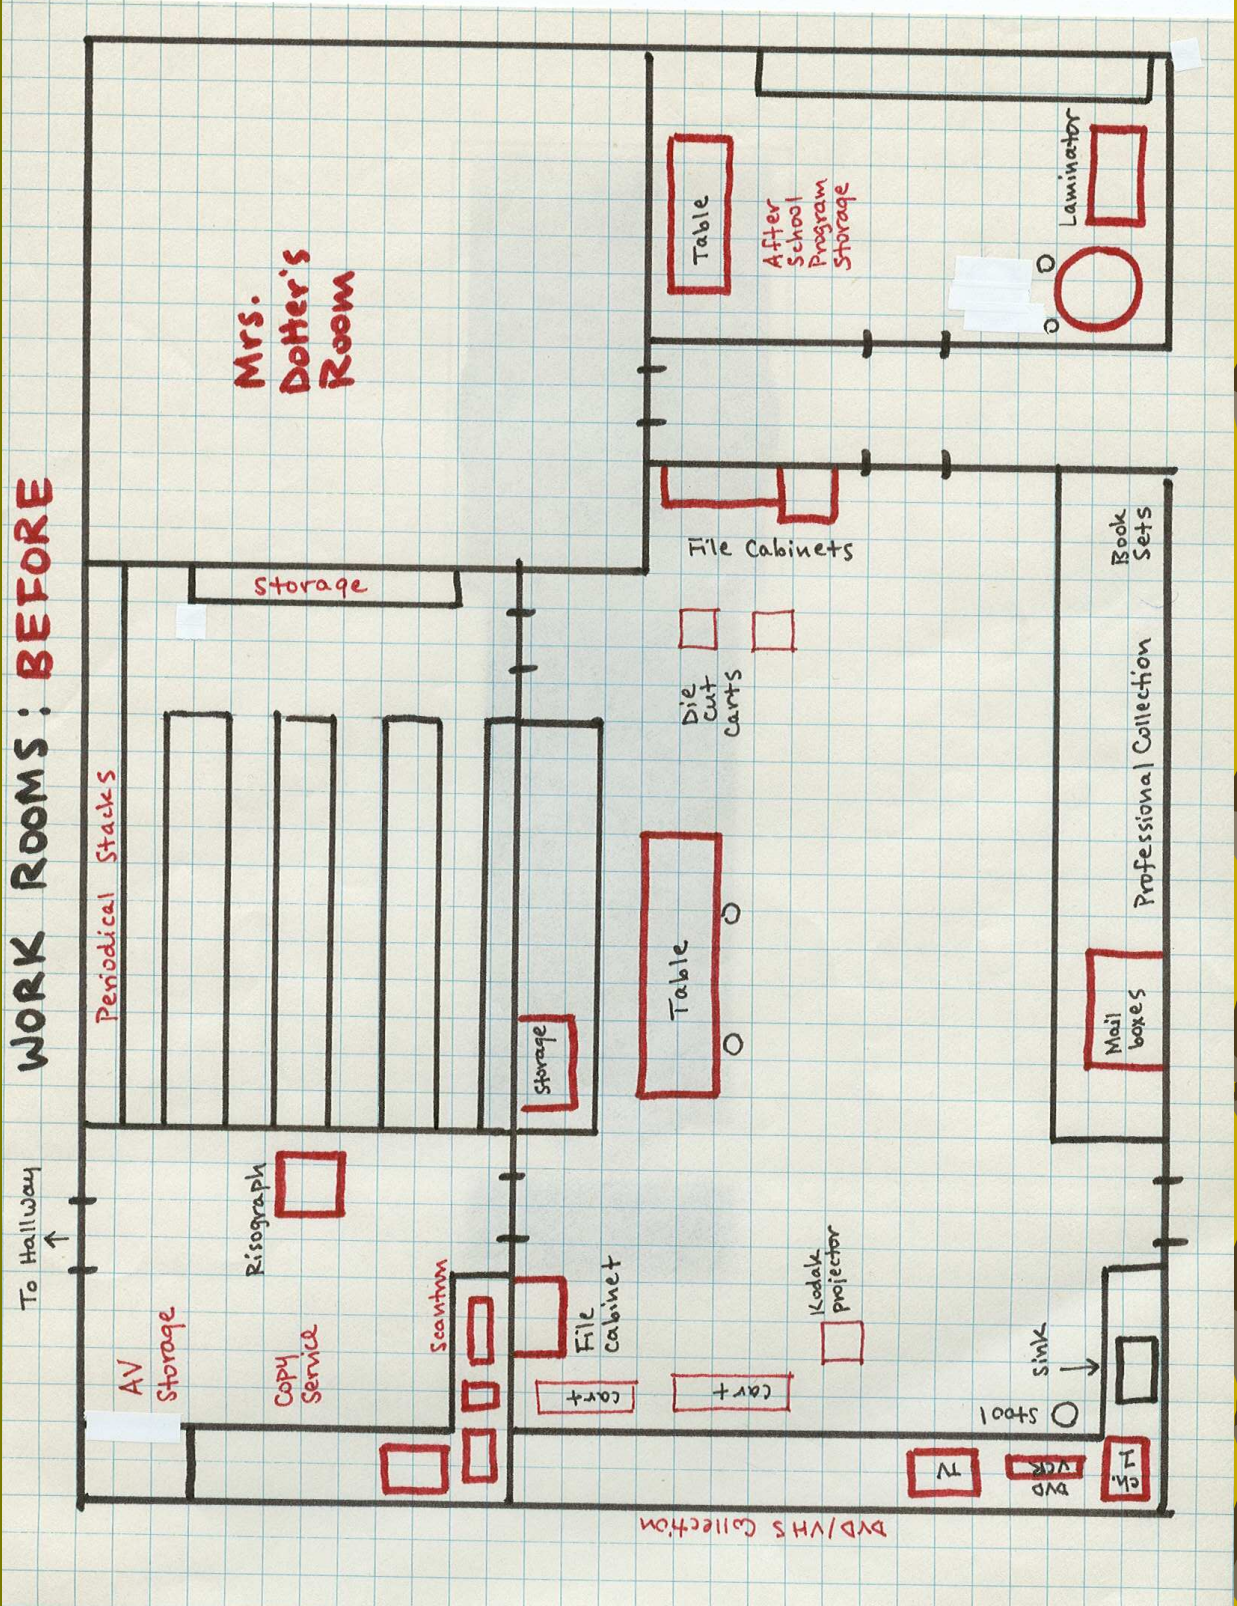 WORK ROOMS: BEFORE
To Hallway
Periodical Stacks
Mrs.
Dotter's
Room
AV
Storage
Risograph
Copy
Service
Storage
Scantron
Storage
File
Cabinet
Table
File Cabinets
Die
Cut
Carts
Table
After
School
Program
Storage
Laminator
cart
cart
Kodak
projector
Stool
Sink
Mail
boxes
Professional Collection
Book
Sets
TV
VCR
DVD
DVD/VHS Collection